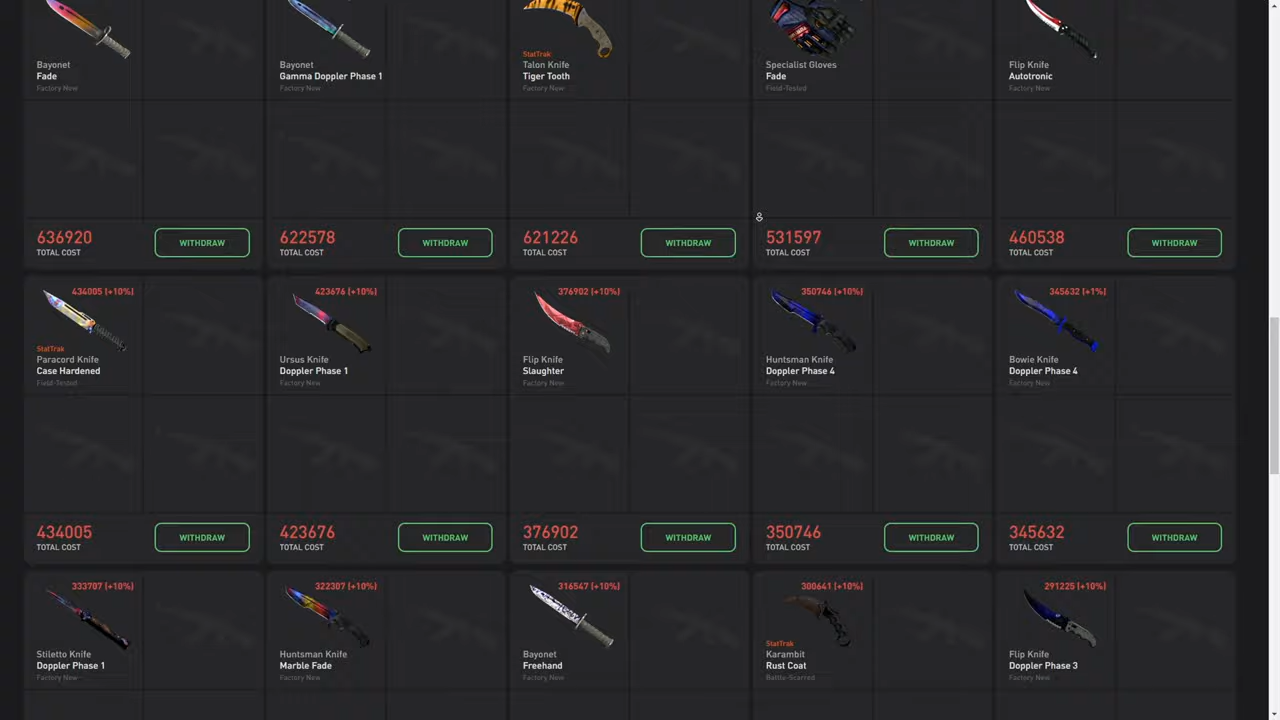 Bayonet
Fade
Factory New
Bayonet
Gamma Doppler Phase 1
Factory New
StatTrak
Talon Knife
Tiger Tooth
Factory New
Specialist Gloves
Fade
Field-Tested
Flip Knife
Autotronic
Factory New
636920
TOTAL COST
WITHDRAW
622578
TOTAL COST
WITHDRAW
621226
TOTAL COST
WITHDRAW
531597
TOTAL COST
WITHDRAW
460538
TOTAL COST
WITHDRAW
434005 (+10%)
StatTrak
Paracord Knife
Case Hardened
Field-Tested
423676 (+10%)
Ursus Knife
Doppler Phase 1
Factory New
376902 (+10%)
Flip Knife
Slaughter
Factory New
350746 (+10%)
Huntsman Knife
Doppler Phase 4
Factory New
345632 (+1%)
Bowie Knife
Doppler Phase 4
Factory New
434005
TOTAL COST
WITHDRAW
423676
TOTAL COST
WITHDRAW
376902
TOTAL COST
WITHDRAW
350746
TOTAL COST
WITHDRAW
345632
TOTAL COST
WITHDRAW
333707 (+10%)
Stiletto Knife
Doppler Phase 1
Factory New
322307 (+10%)
Huntsman Knife
Marble Fade
Factory New
316547 (+10%)
Bayonet
Freehand
Factory New
300641 (+10%)
StatTrak
Karambit
Rust Coat
Battle-Scarred
291225 (+10%)
Flip Knife
Doppler Phase 3
Factory New